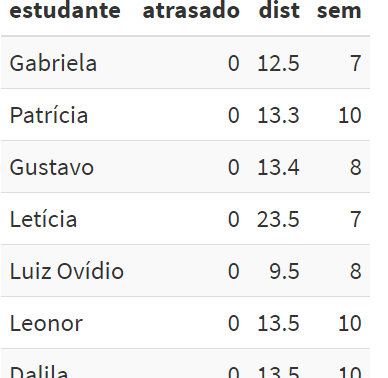 estudante atrasado dist sem
Gabriela 0 12.5 7
Patrícia 0 13.3 10
Gustavo 0 13.4 8
Letícia 0 23.5 7
Luiz Ovídio 0 9.5 8
Leonor 0 13.5 10
Dalila 0 13.5 10